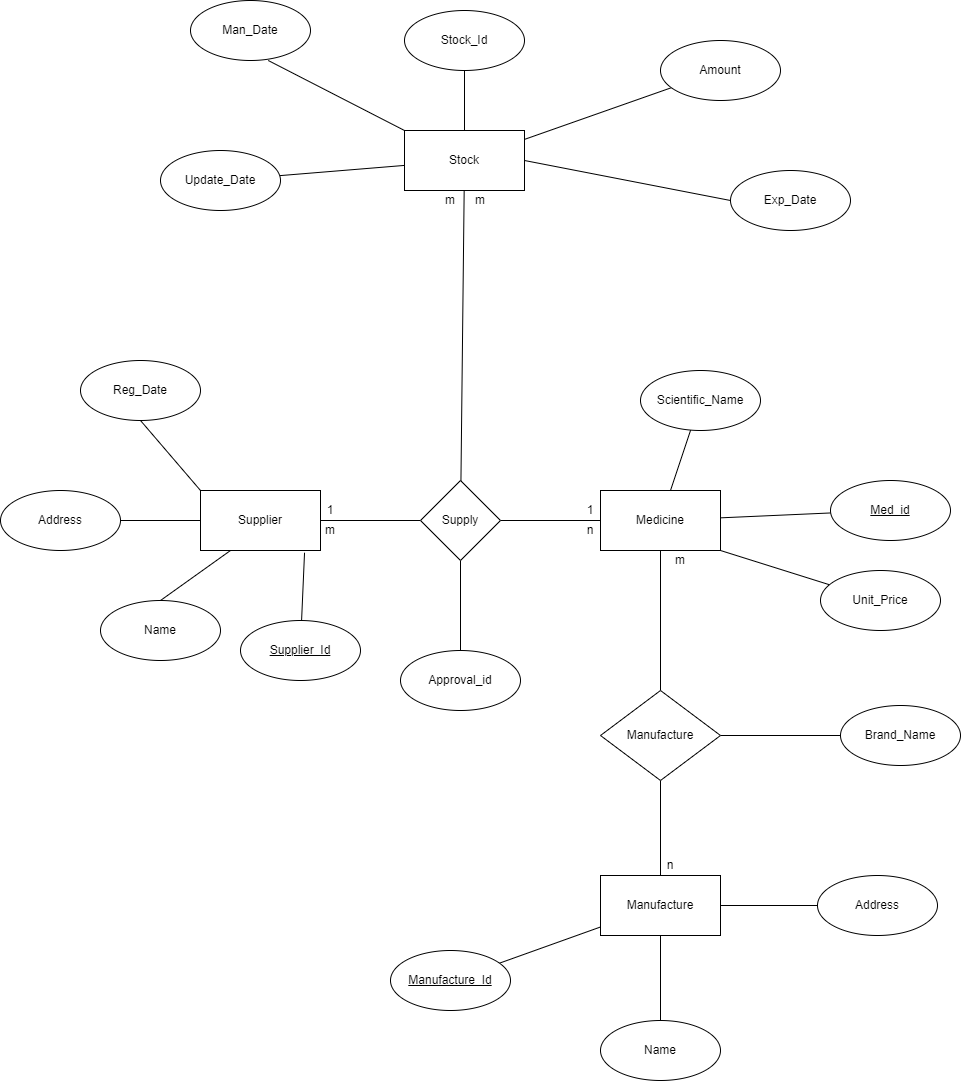 Man_Date
Stock_Id
Amount
Stock
Update_Date
Exp_Date
m m
Reg_Date
Scientific_Name
Address
Supplier
1
m
Supply
1
n
Medicine
Med_id
m
Unit_Price
Name
Supplier_Id
Approval_id
Manufacture
Brand_Name
n
Manufacture
Address
Manufacture_Id
Name